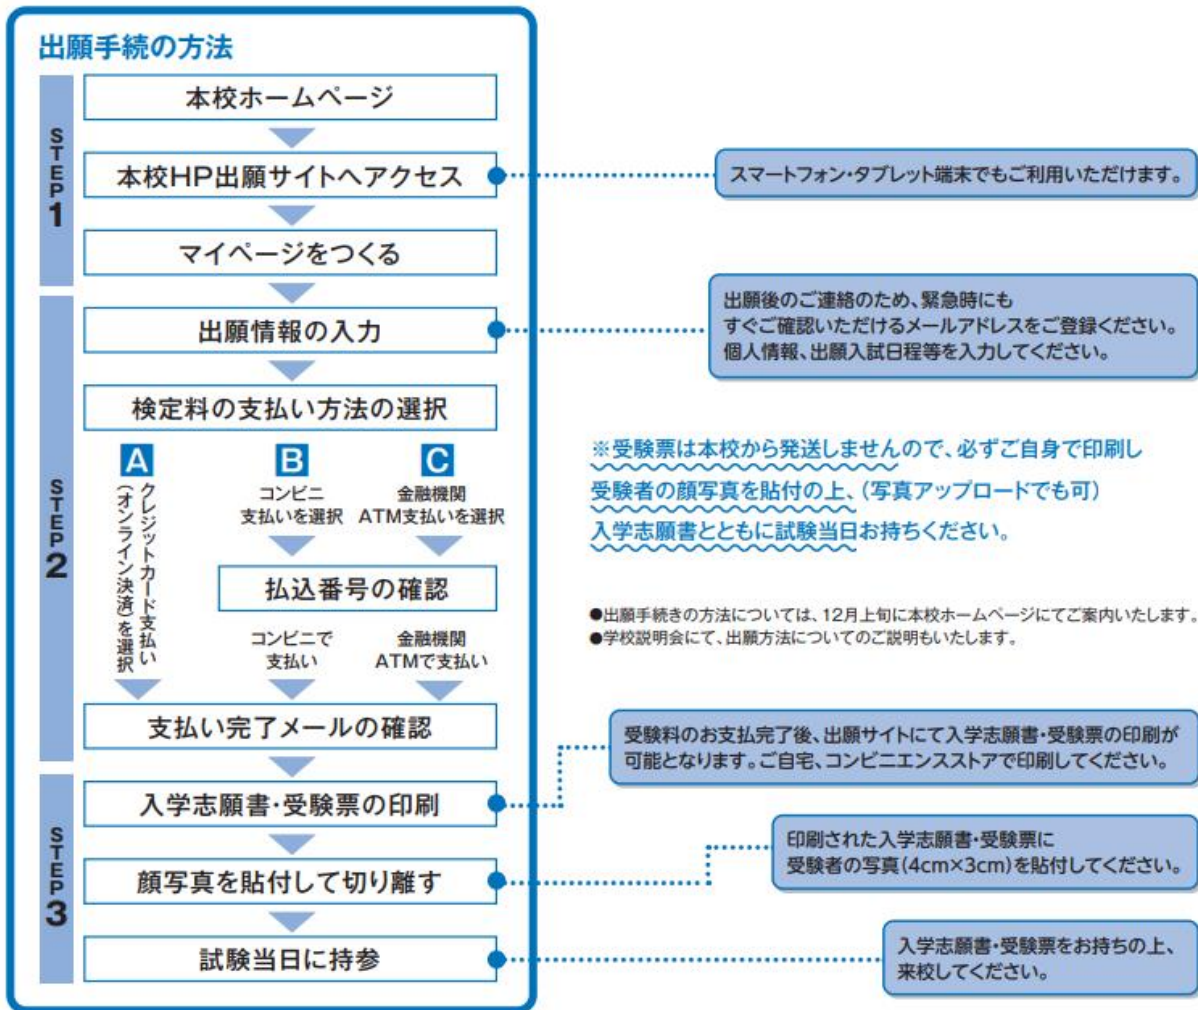 出願手続の方法
STEP1
本校ホームページ
本校HP出願サイトへアクセス
スマートフォン・タブレット端末でもご利用いただけます。
マイページをつくる
STEP2
出願情報の入力
出願後のご連絡のため、緊急時にも
すぐご確認いただけるメールアドレスをご登録ください。
個人情報、出願入試日程等を入力してください。
検定料の支払い方法の選択
A
クレジットカード支払い
(オンライン決済)を選択
B
コンビニ
支払いを選択
C
金融機関
ATM支払いを選択
払込番号の確認
コンビニで
支払い
金融機関
ATMで支払い
支払い完了メールの確認
※受験票は本校から発送しませんので、必ずご自身で印刷し
受験者の顔写真を貼付の上、(写真アップロードでも可)
入学志願書とともに試験当日お持ちください。
●出願手続きの方法については、12月上旬に本校ホームページにてご案内いたします。
●学校説明会にて、出願方法についてのご説明もいたします。
STEP3
入学志願書・受験票の印刷
受験料のお支払完了後、出願サイトにて入学志願書・受験票の印刷が
可能となります。ご自宅、コンビニエンスストアで印刷してください。
顔写真を貼付して切り離す
印刷された入学志願書・受験票に
受験者の写真(4cm×3cm)を貼付してください。
試験当日に持参
入学志願書・受験票をお持ちの上、
来校してください。